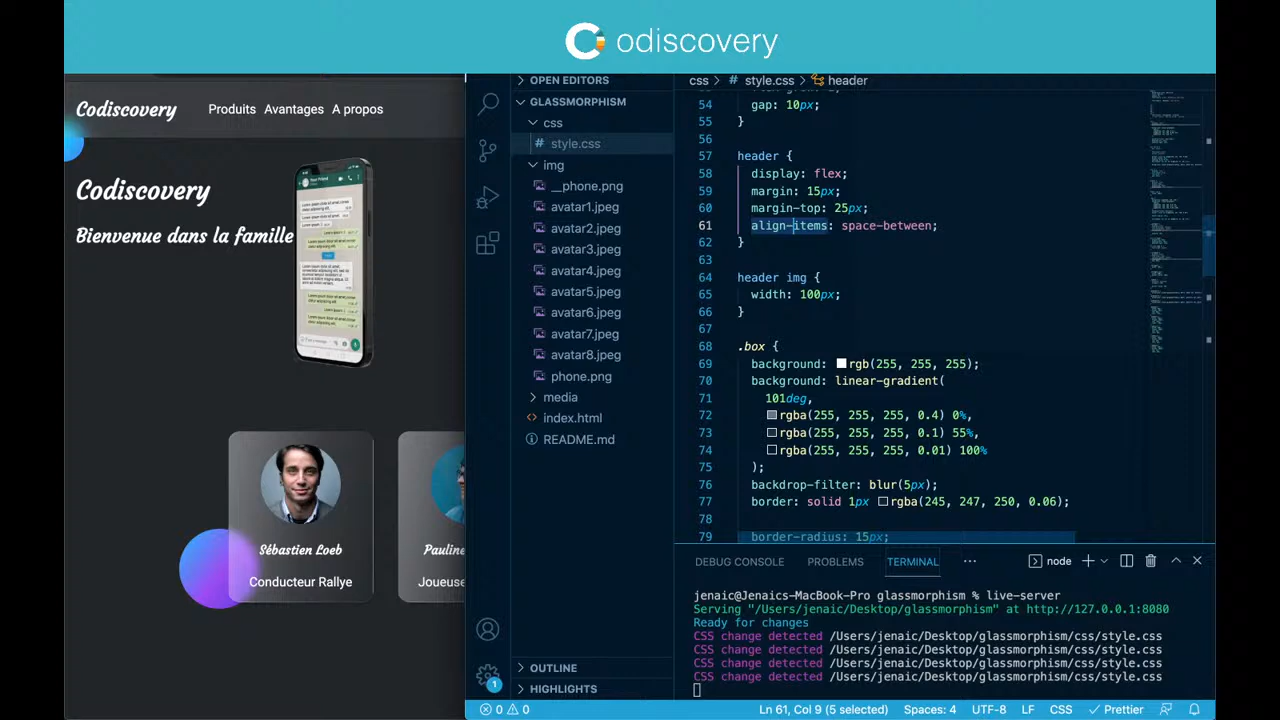 Codiscovery
Codiscovery
Produits Avantages A propos
Codiscovery
Bienvenue dans la famille
Sébastien Loeb
Conducteur Rallye
Pauline
Joueuse
OPEN EDITORS
GLASSMORPHISM
css
# style.css
img
__phone.png
avatar1.jpeg
avatar2.jpeg
avatar3.jpeg
avatar4.jpeg
avatar5.jpeg
avatar6.jpeg
avatar7.jpeg
avatar8.jpeg
phone.png
media
<> index.html
README.md
OUTLINE
HIGHLIGHTS
css > # style.css > header
54 gap: 10px;
55 }
56
57 header {
58 display: flex;
59 margin: 15px;
60 margin-top: 25px;
61 align-items: space-between;
62 }
63
64 header img {
65 width: 100px;
66 }
67
68 .box {
69 background: rgb(255, 255, 255);
70 background: linear-gradient(
71 101deg,
72 rgba(255, 255, 255, 0.4) 0%,
73 rgba(255, 255, 255, 0.1) 55%,
74 rgba(255, 255, 255, 0.01) 100%
75 );
76 backdrop-filter: blur(5px);
77 border: solid 1px rgba(245, 247, 250, 0.06);
78
79 border-radius: 15px;
DEBUG CONSOLE PROBLEMS TERMINAL ··· node
jenaic@Jenaics-MacBook-Pro glassmorphism % live-server
Serving "/Users/jenaic/Desktop/glassmorphism" at http://127.0.0.1:8080
Ready for changes
CSS change detected /Users/jenaic/Desktop/glassmorphism/css/style.css
CSS change detected /Users/jenaic/Desktop/glassmorphism/css/style.css
CSS change detected /Users/jenaic/Desktop/glassmorphism/css/style.css
CSS change detected /Users/jenaic/Desktop/glassmorphism/css/style.css
1
0 0 Ln 61, Col 9 (5 selected) Spaces: 4 UTF-8 LF CSS Prettier